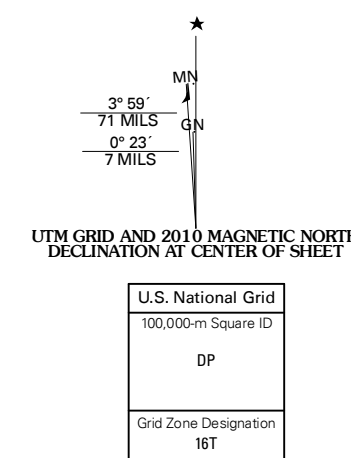 ★
MN
3° 59´
71 MILS
GN
0° 23´
7 MILS
UTM GRID AND 2010 MAGNETIC NORTH
DECLINATION AT CENTER OF SHEET
U.S. National Grid
100,000-m Square ID
DP
Grid Zone Designation
16T